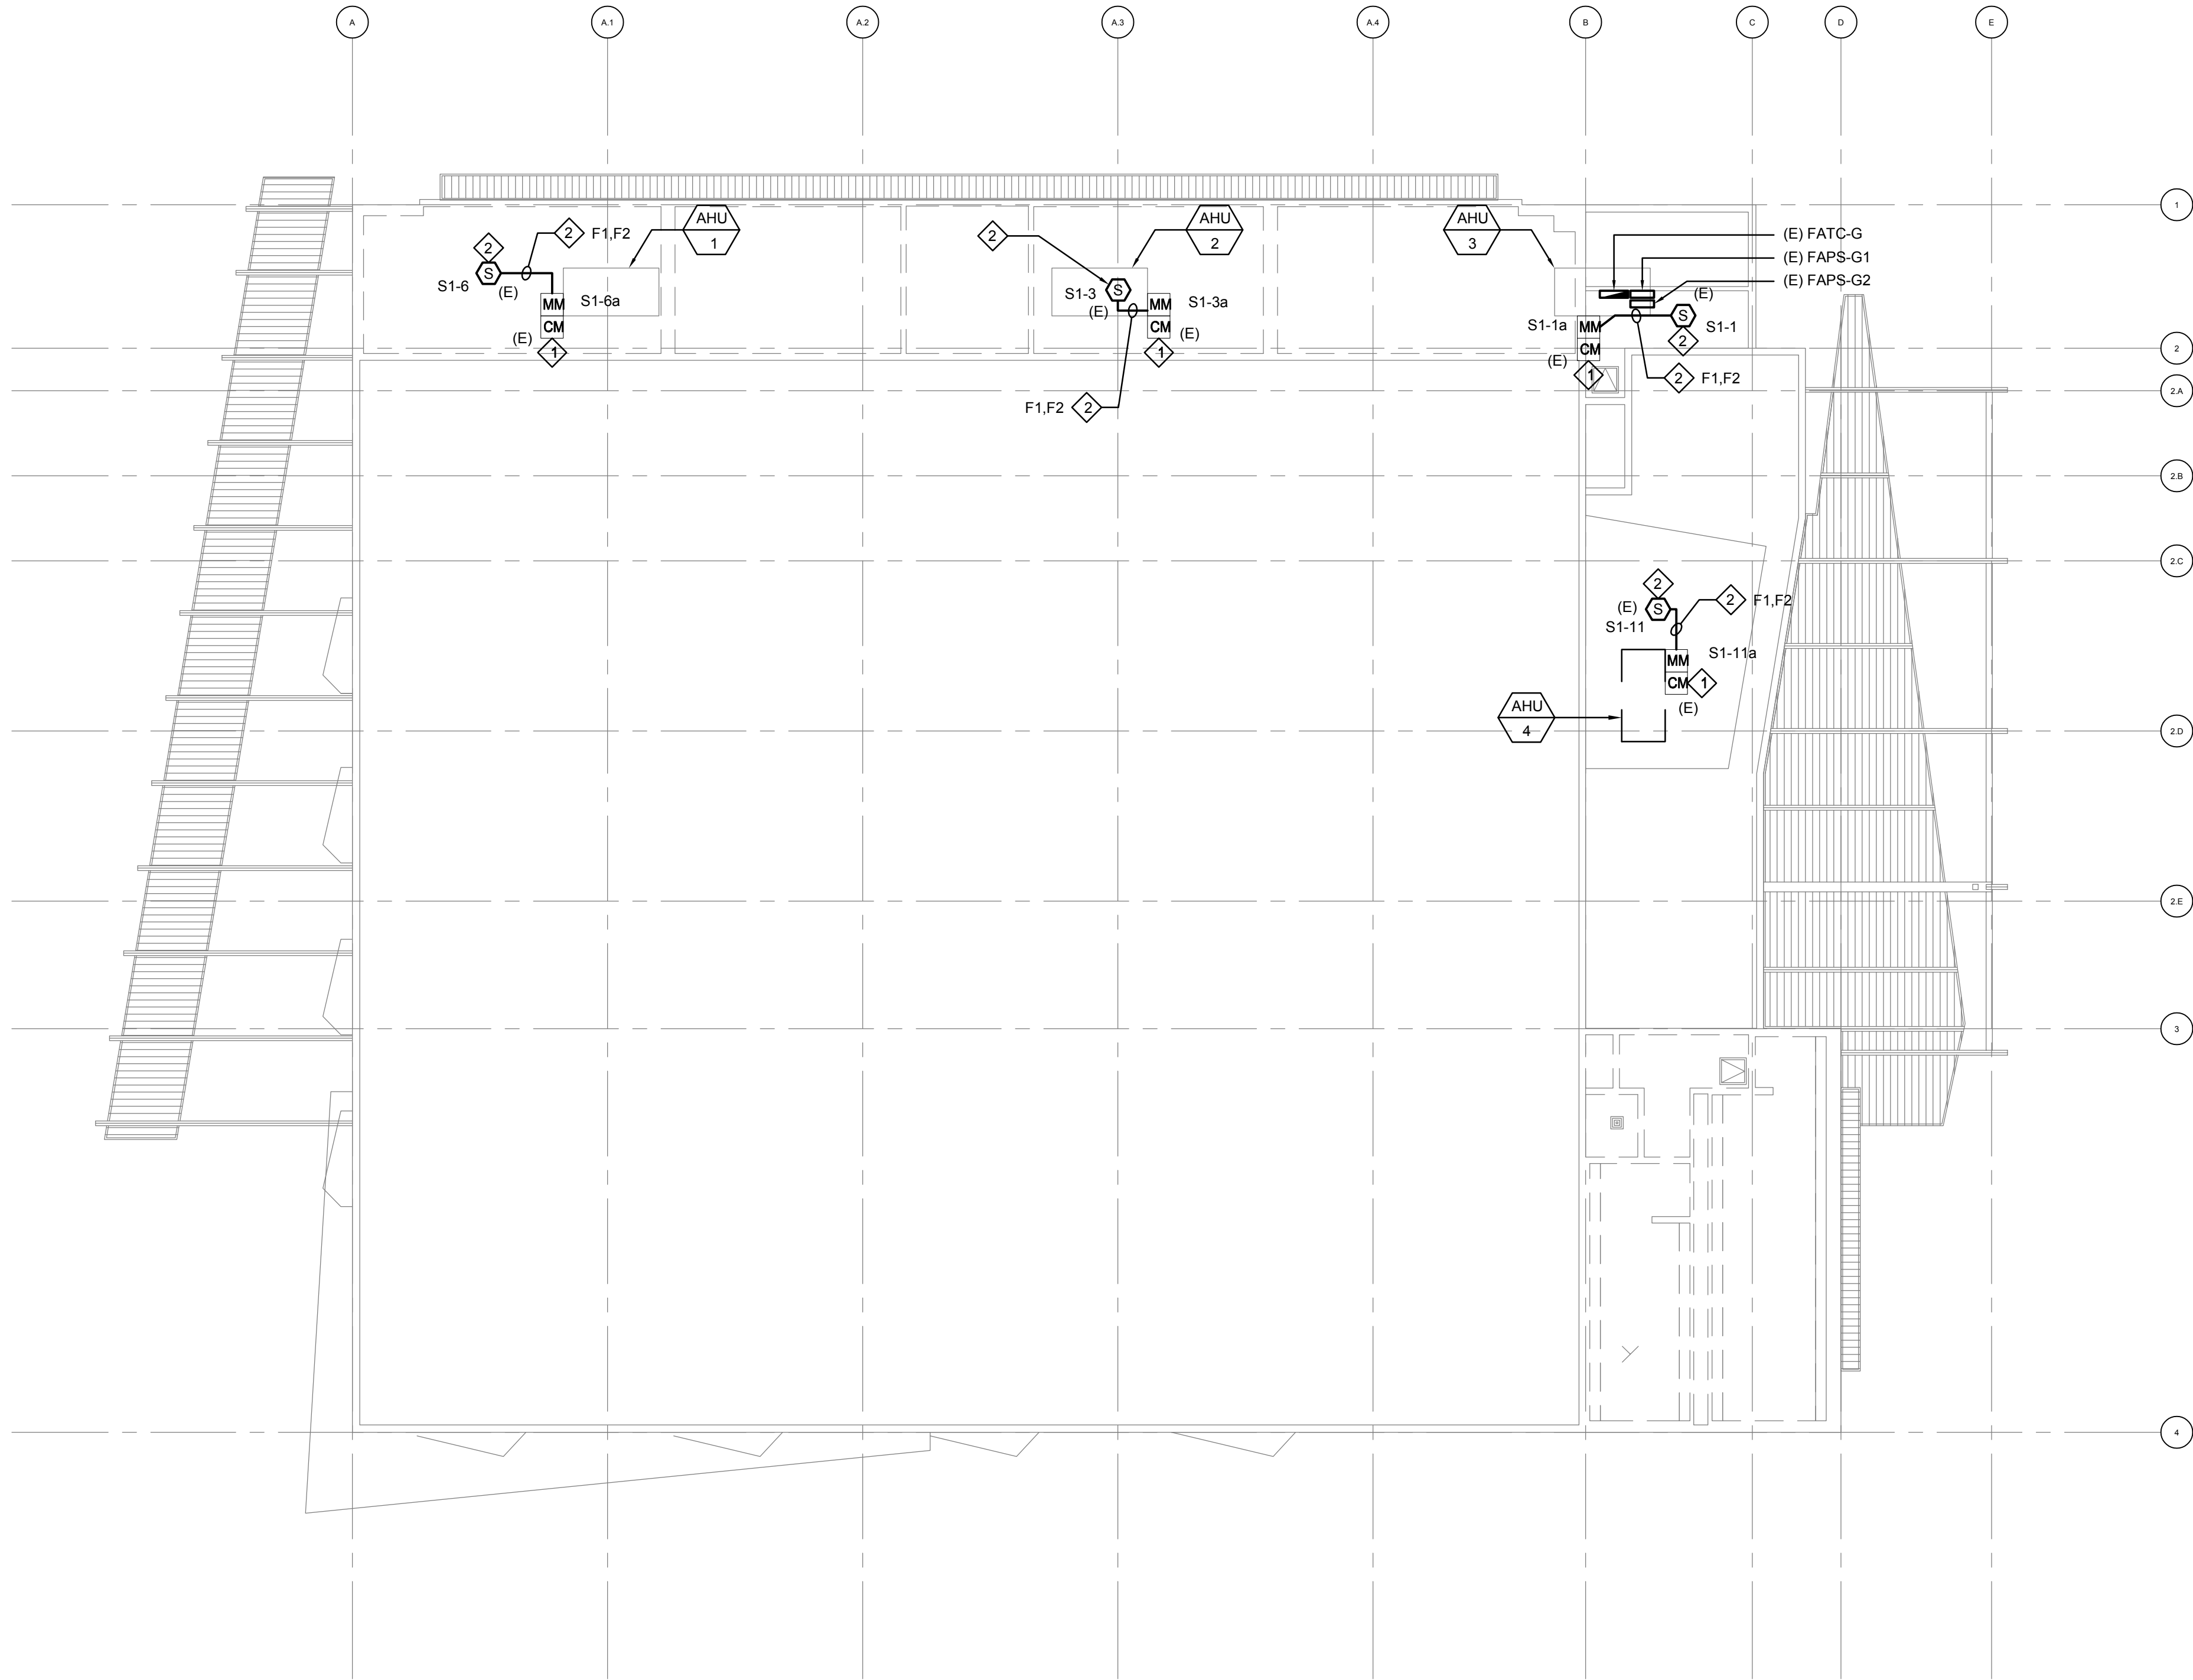 A
A.1
A.2
A.3
A.4
B
C
D
E
1
AHU
1
AHU
2
AHU
3
2
2
F1,F2
2
(E) FATC-G
(E) FAPS-G1
(E) FAPS-G2
S
S1-6
(E)
MM
S1-6a
CM
(E)
1
S1-3
S
(E)
MM
S1-3a
CM
(E)
1
F1,F2
2
S1-1a
MM
CM
(E)
1
(E)
S
S1-1
2
2
F1,F2
2
2.A
2.B
2.C
2
(E)
S
S1-11
2
F1,F2
MM
S1-11a
CM
1
(E)
AHU
4
2.D
2.E
3
4